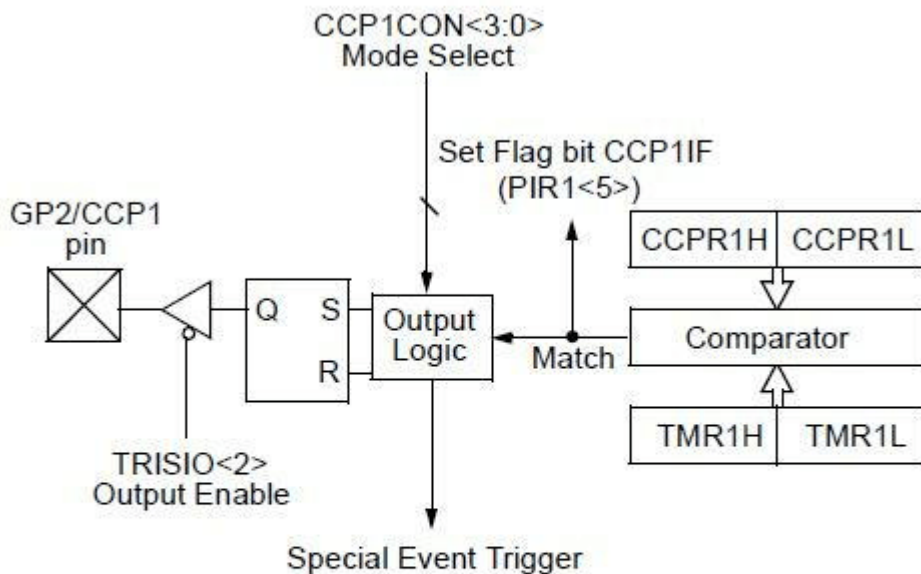 CCP1CON<3:0>
Mode Select
Set Flag bit CCP1IF
(PIR1<5>)
GP2/CCP1
pin
CCPR1H CCPR1L
Q S
R
Output
Logic
Match
Comparator
TMR1H TMR1L
TRISIO<2>
Output Enable
Special Event Trigger